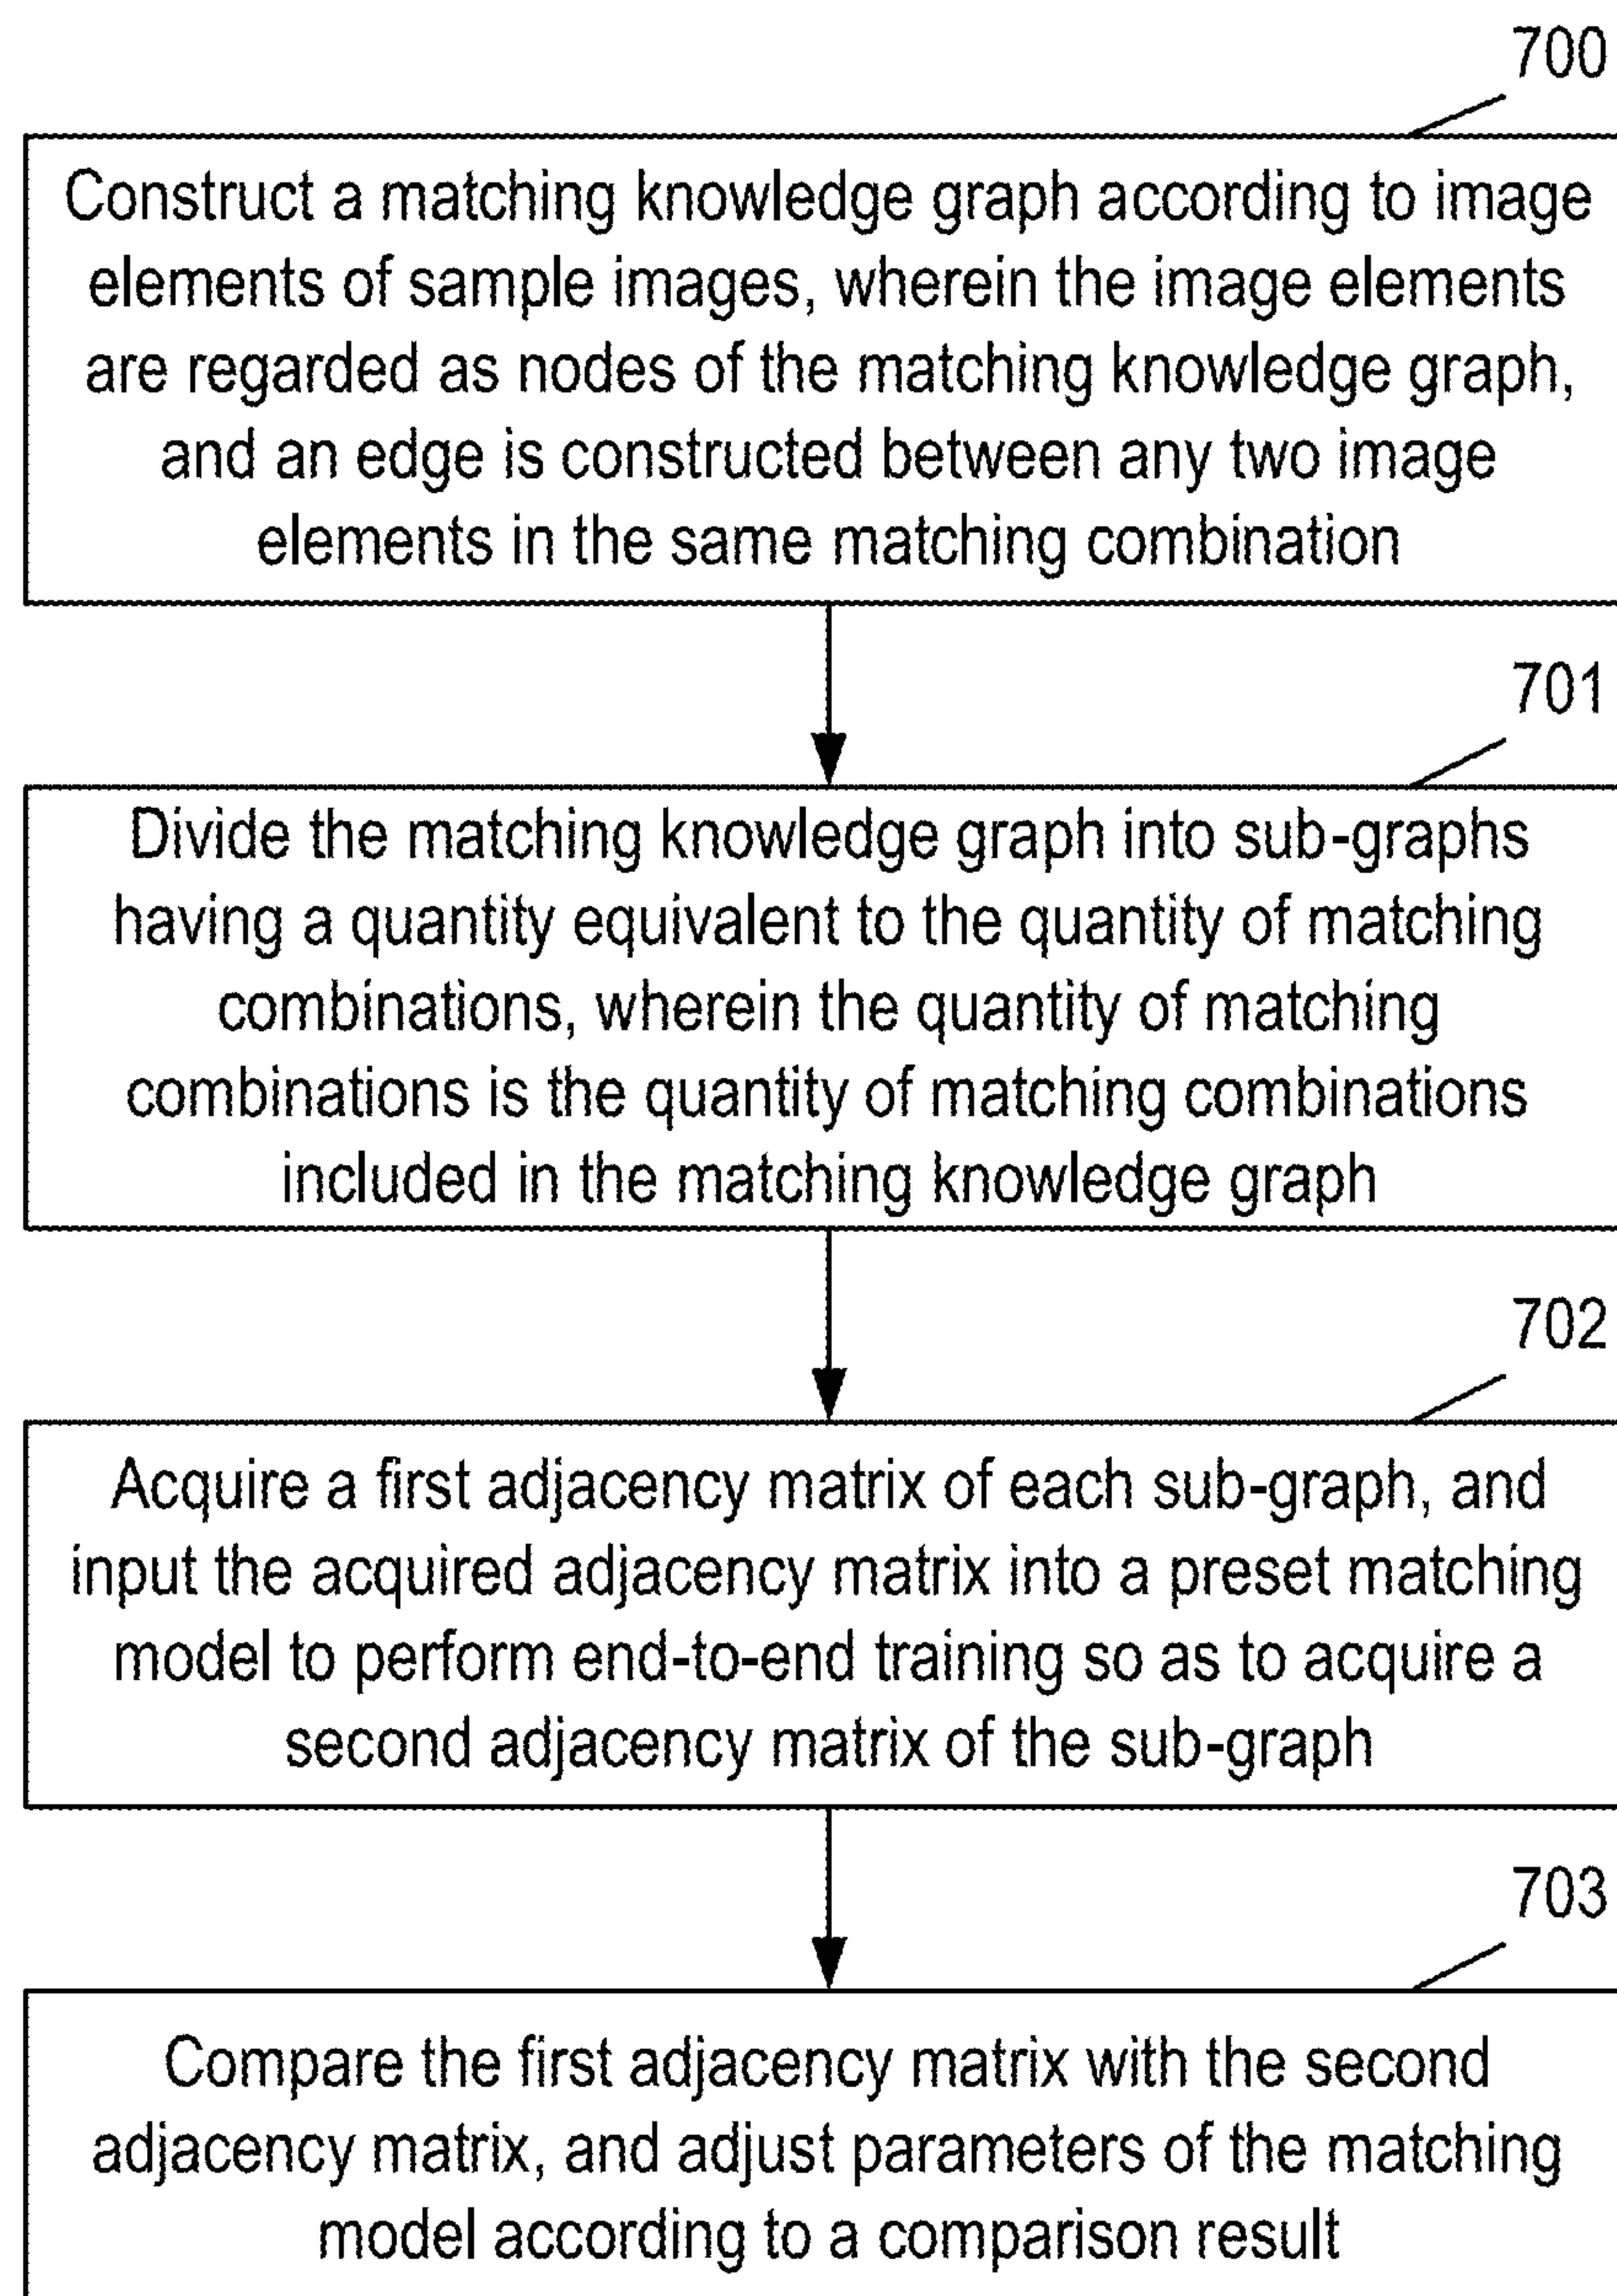 700
Construct a matching knowledge graph according to image
elements of sample images, wherein the image elements
are regarded as nodes of the matching knowledge graph,
and an edge is constructed between any two image
elements in the same matching combination
701
Divide the matching knowledge graph into sub-graphs
having a quantity equivalent to the quantity of matching
combinations, wherein the quantity of matching
combinations is the quantity of matching combinations
included in the matching knowledge graph
702
Acquire a first adjacency matrix of each sub-graph, and
input the acquired adjacency matrix into a preset matching
model to perform end-to-end training so as to acquire a
second adjacency matrix of the sub-graph
703
Compare the first adjacency matrix with the second
adjacency matrix, and adjust parameters of the matching
model according to a comparison result